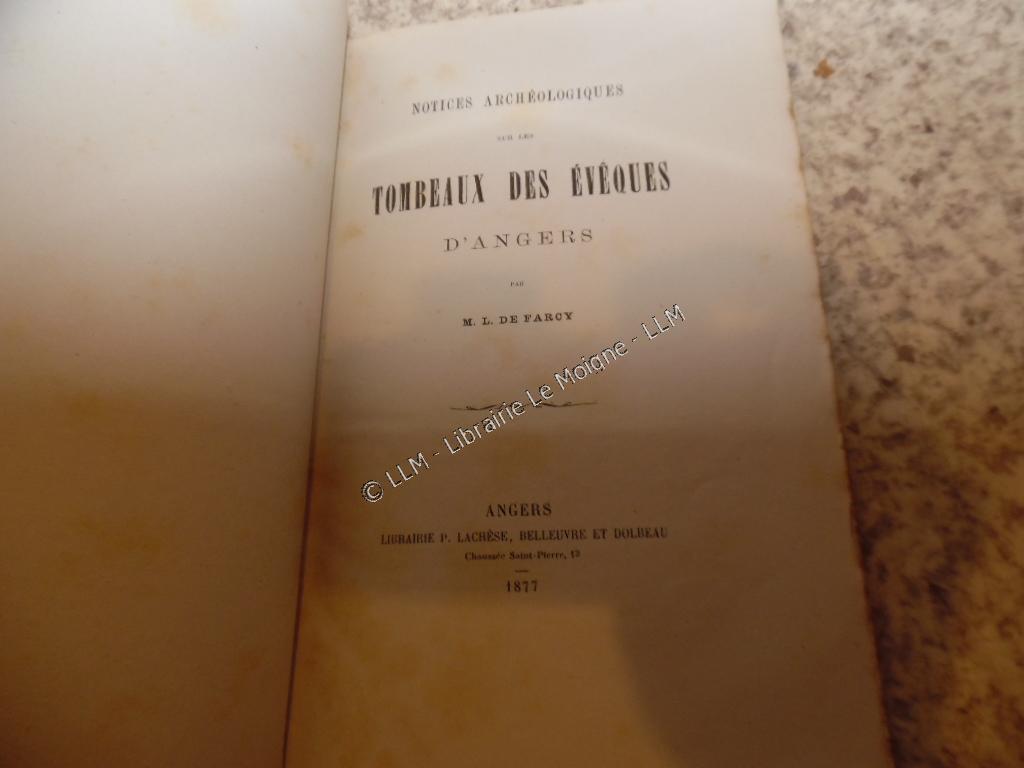 NOTICES ARCHÉOLOGIQUES
SUR LES
TOMBEAUX DES ÉVÊQUES
D'ANGERS
PAR
M. L. DE FARCY
© LLM - Librairie Le Moigne - LLM
ANGERS
LIBRAIRIE P. LACHÈSE, BELLEUVRE ET DOLBEAU
Chaussée Saint-Pierre, 13
1877